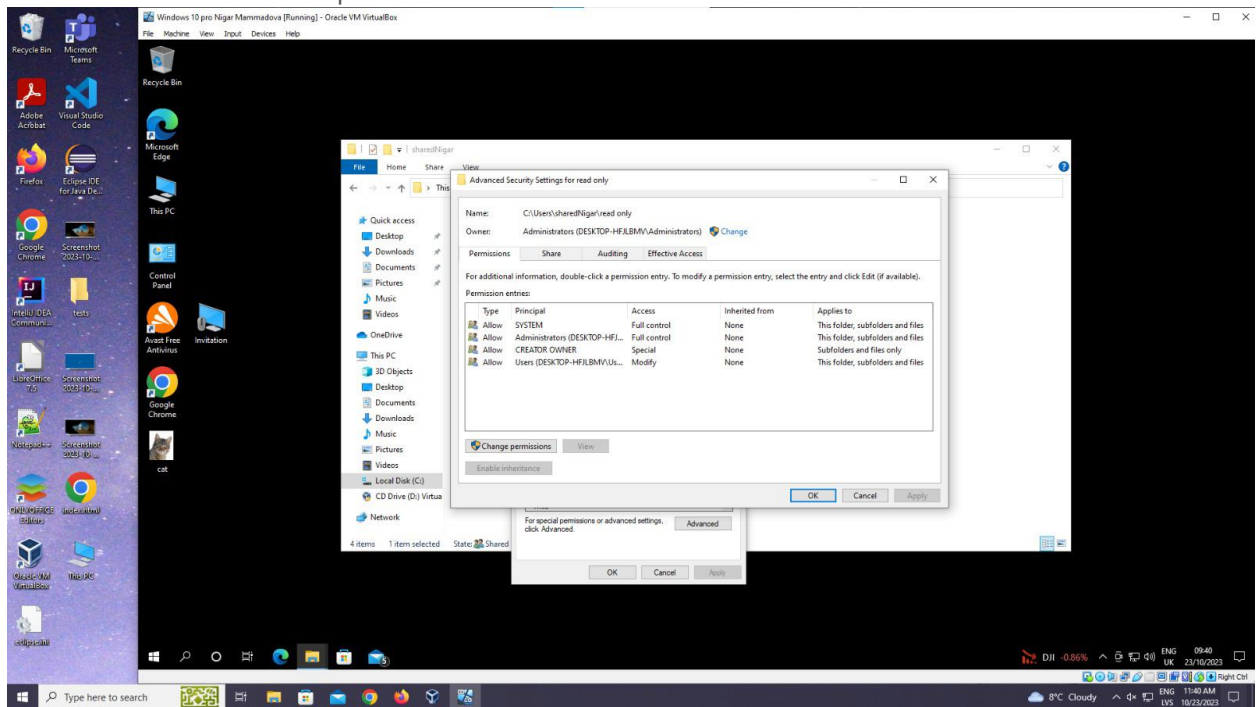 Windows 10 pro Nigar Mammadova [Running] - Oracle VM VirtualBox
File Machine View Input Devices Help
Recycle Bin
Microsoft Teams
Adobe Acrobat
Visual Studio Code
Firefox
Eclipse IDE for Java De...
Google Chrome
Screenshot 2023-10-...
IntelliJ IDEA Communi...
tests
LibreOffice 7.5
Screenshot 2023-10-...
Notepad++
Screenshot 2023-10-...
ONLYOFFICE Editors
index.html
Oracle VM VirtualBox
This PC
eclipse.ini
Recycle Bin
Microsoft Edge
This PC
Control Panel
Avast Free Antivirus
Invitation
Google Chrome
cat
sharedNigar
File Home Share View
This
Quick access
Desktop
Downloads
Documents
Pictures
Music
Videos
OneDrive
This PC
3D Objects
Desktop
Documents
Downloads
Music
Pictures
Videos
Local Disk (C:)
CD Drive (D:) Virtua
Network
4 items 1 item selected State: Shared
Advanced Security Settings for read only
Name: C:\Users\sharedNigar\read only
Owner: Administrators (DESKTOP-HFJLBMV\Administrators) Change
Permissions Share Auditing Effective Access
For additional information, double-click a permission entry. To modify a permission entry, select the entry and click Edit (if available).
Permission entries:
Type Principal Access Inherited from Applies to
Allow SYSTEM Full control None This folder, subfolders and files
Allow Administrators (DESKTOP-HFJ... Full control None This folder, subfolders and files
Allow CREATOR OWNER Special None Subfolders and files only
Allow Users (DESKTOP-HFJLBMV\Us... Modify None This folder, subfolders and files
Change permissions View
Enable inheritance
OK Cancel Apply
For special permissions or advanced settings, click Advanced.
Advanced
OK Cancel Apply
DJI -0.86% ENG UK 09:40 23/10/2023
Right Ctrl
Type here to search
8°C Cloudy ENG LVS 11:40 AM 10/23/2023